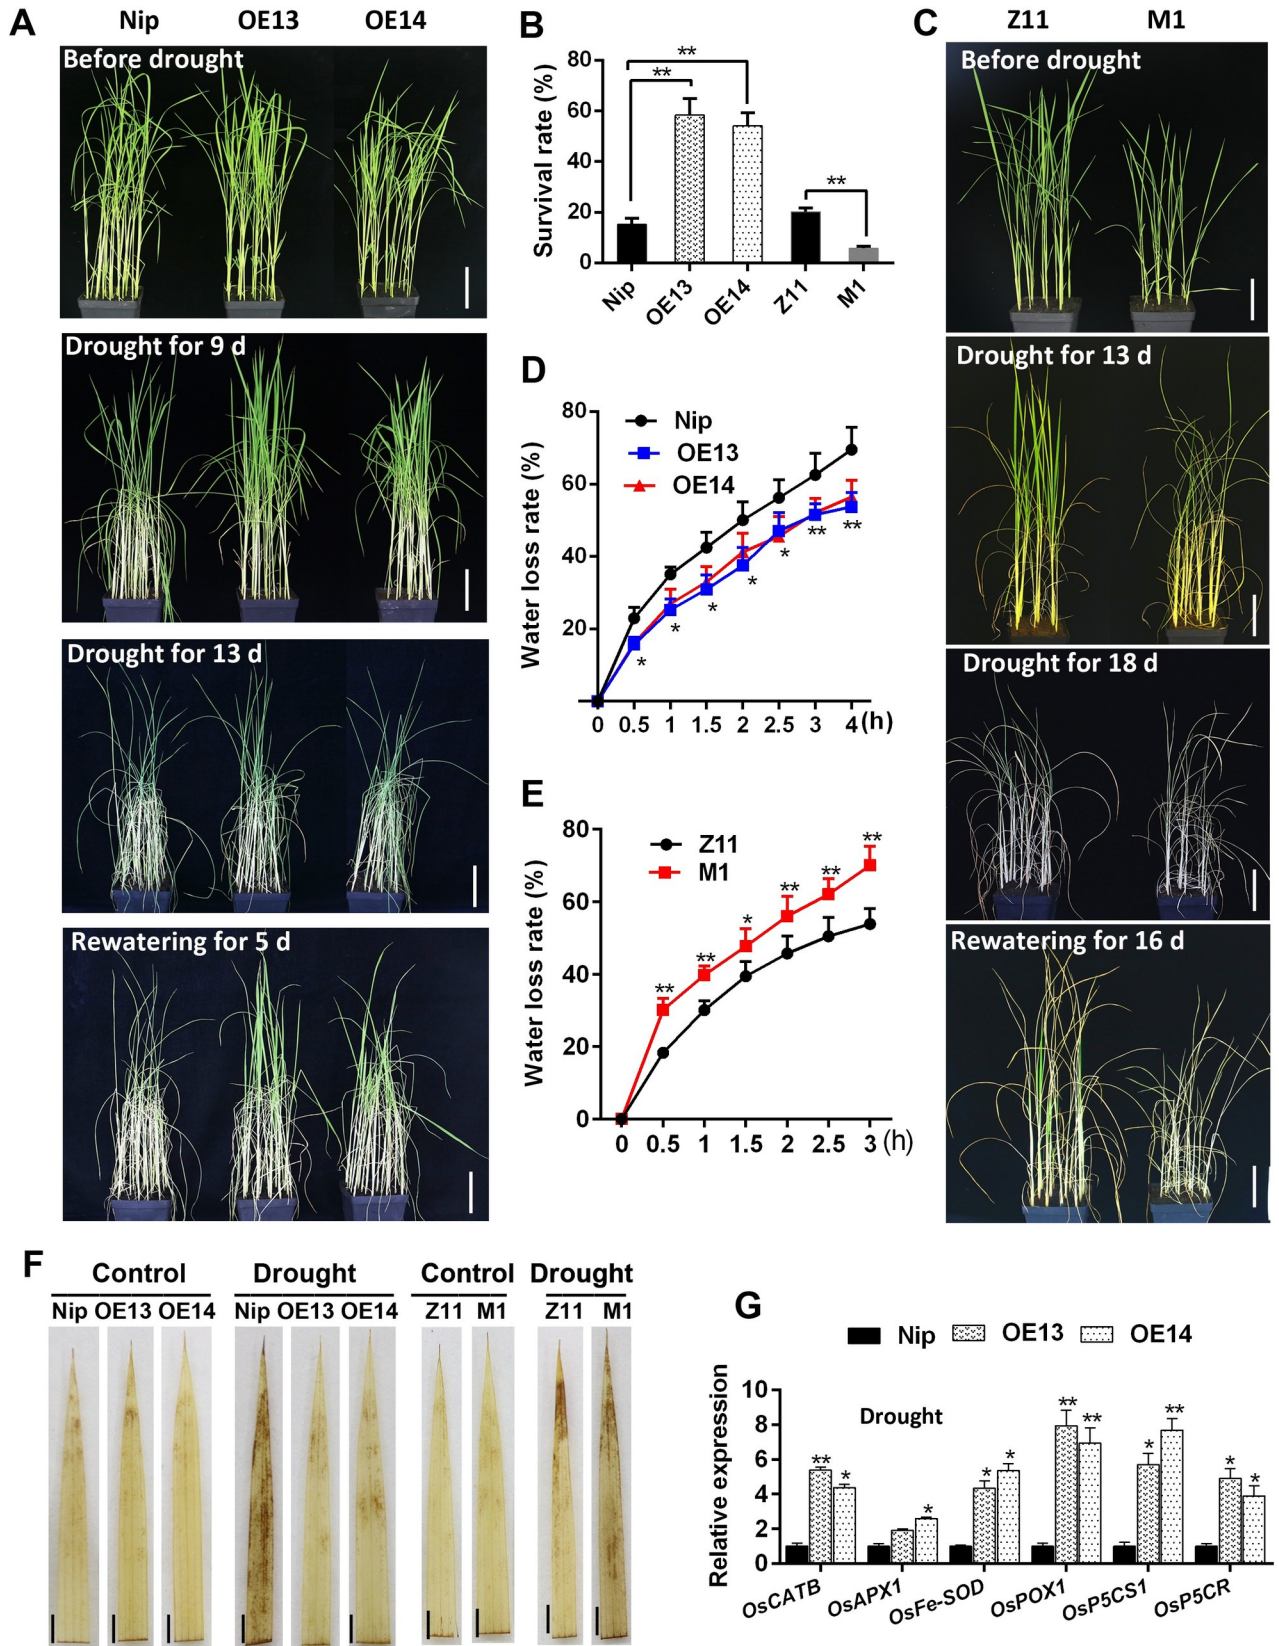 A
Nip OE13 OE14
Before drought
Drought for 9 d
Drought for 13 d
Rewatering for 5 d
B
Survival rate (%)
80
60
40
20
0
** **
**
Nip OE13 OE14 Z11 M1
C
Z11 M1
Before drought
Drought for 13 d
Drought for 18 d
Rewatering for 16 d
D
Water loss rate (%)
80
60
40
20
Nip
OE13
OE14
* * * * * ** **
0 0.5 1 1.5 2 2.5 3 4 (h)
E
Water loss rate (%)
80
60
40
20
0
Z11
M1
** ** * ** ** **
0 0.5 1 1.5 2 2.5 3 (h)
F
Control Drought Control Drought
Nip OE13 OE14 Nip OE13 OE14 Z11 M1 Z11 M1
G
Nip OE13 OE14
Relative expression
10
8
6
4
2
0
Drought
** * * * * ** ** * ** * *
OsCATB OsAPX1 OsFe-SOD OsPOX1 OsP5CS1 OsP5CR